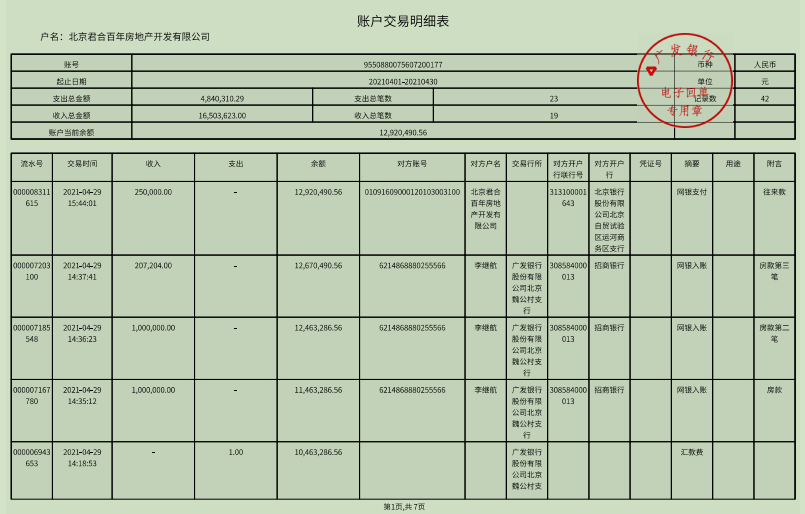 账户交易明细表
户名: 北京君合百年房地产开发有限公司
账号 9550880075607200177 币种 人民币
起止日期 20210401-20210430 单位 元
支出总金额 4,840,310.29 支出总笔数 23 记录数 42
收入总金额 16,503,623.00 收入总笔数 19
账户当前余额 12,920,490.56
广发银行
电子回单
专用章
流水号 交易时间 收入 支出 余额 对方账号 对方户名 交易行所 对方开户 对方开户 凭证号 摘要 用途 附言
行联行号 行
000008311 2021-04-29 250,000.00 - 12,920,490.56 01091609000120103003100 北京君合 313100001 北京银行 网银支付 往来款
615 15:44:01 百年房地 643 股份有限
产开发有 公司北京
限公司 自贸试验
区运河商
务区支行
000007203 2021-04-29 207,204.00 - 12,670,490.56 6214868880255566 李继航 广发银行 308584000 招商银行 网银入账 房款第三
100 14:37:41 股份有限 013 笔
公司北京
魏公村支
行
000007185 2021-04-29 1,000,000.00 - 12,463,286.56 6214868880255566 李继航 广发银行 308584000 招商银行 网银入账 房款第二
548 14:36:23 股份有限 013 笔
公司北京
魏公村支
行
000007167 2021-04-29 1,000,000.00 - 11,463,286.56 6214868880255566 李继航 广发银行 308584000 招商银行 网银入账 房款
780 14:35:12 股份有限 013
公司北京
魏公村支
行
000006943 2021-04-29 - 1.00 10,463,286.56 广发银行 汇款费
653 14:18:53 股份有限
公司北京
魏公村支
第1页,共7页